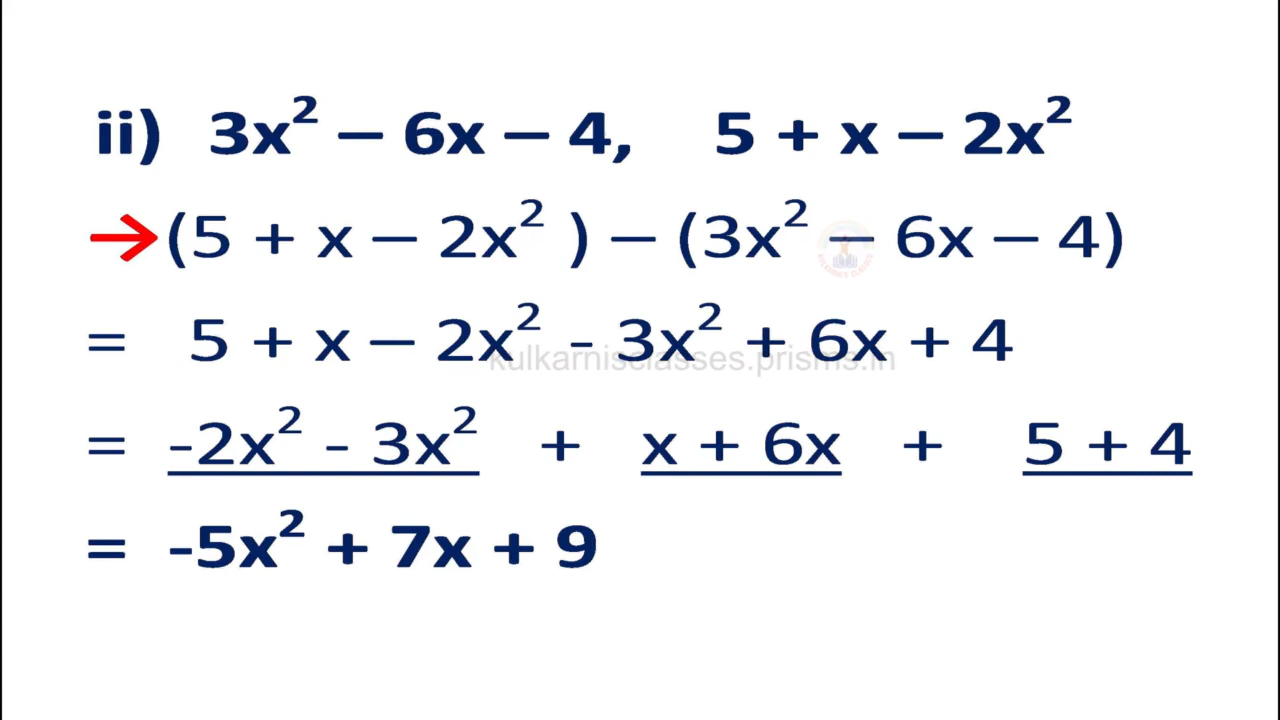 ii) 3x² – 6x – 4, 5 + x – 2x²
→(5 + x – 2x² ) – (3x² – 6x – 4)
= 5 + x – 2x² - 3x² + 6x + 4
kulkarnisclasses.prisms.in
= -2x² - 3x² + x + 6x + 5 + 4
= -5x² + 7x + 9